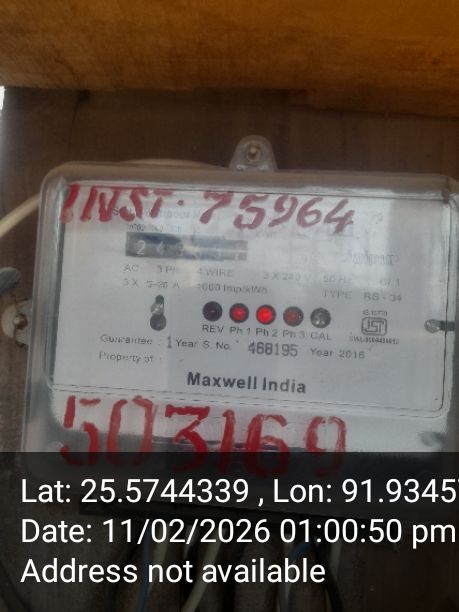 INST. 75964
AC 3 PH 4 WIRE 3 X 240 V 50 Hz Cl.1
3 X 5-20 A 1600 Imp/kWh TYPE RS - 34
REV Ph 1 Ph 2 Ph 3 CAL
Guarantee : 1 Year S. No. 468195 Year 2016
Property of :
Maxwell India
503169
Lat: 25.5744339 , Lon: 91.9345
Date: 11/02/2026 01:00:50 pm
Address not available